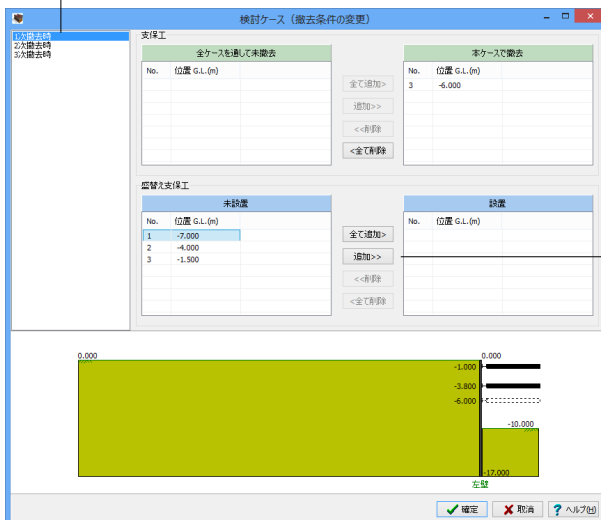 検討ケース（撤去条件の変更）
1次撤去時
2次撤去時
3次撤去時
支保工
全ケースを通して未撤去
本ケースで撤去
No. 位置 G.L.(m)
No. 位置 G.L.(m)
3 -6.000
全て追加>
追加>>
<<削除
<全て削除
盛替え支保工
未設置
設置
No. 位置 G.L.(m)
No. 位置 G.L.(m)
1 -7.000
2 -4.000
3 -1.500
全て追加>
追加>>
<<削除
<全て削除
0.000
0.000
-1.000
-3.800
-6.000
-10.000
-17.000
左壁
確定
取消
? ヘルプ(H)